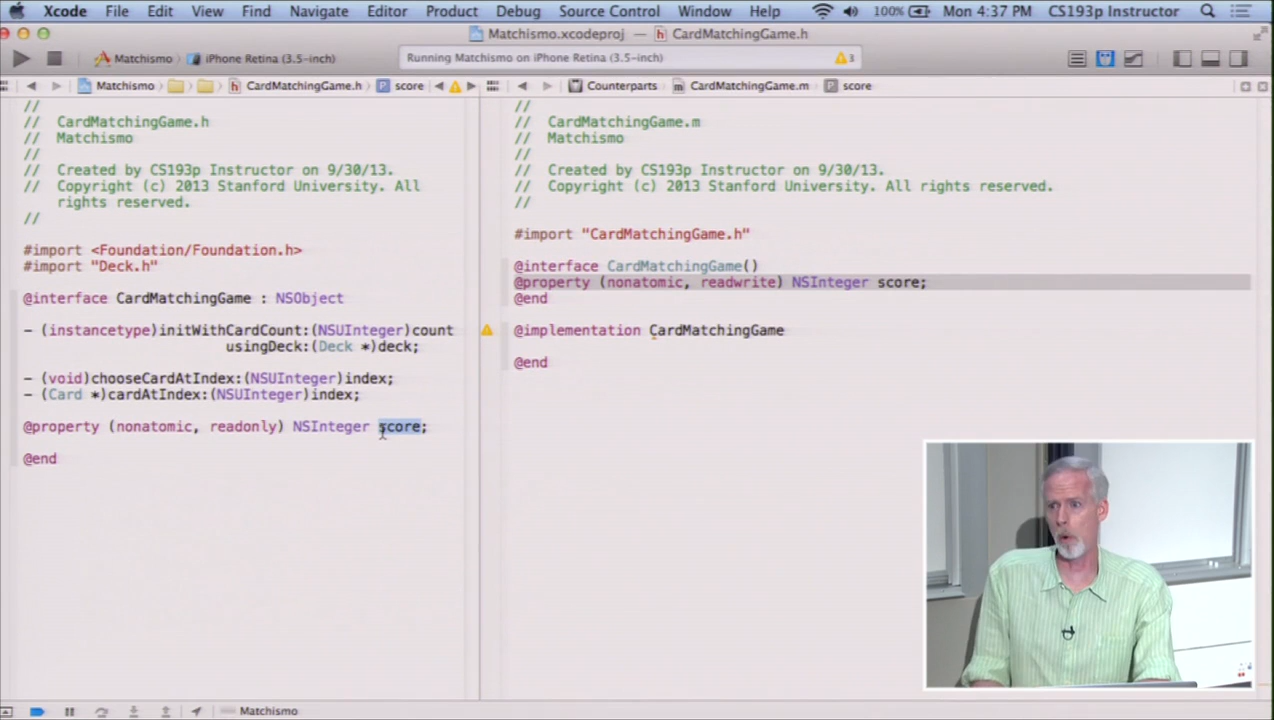 Xcode File Edit View Find Navigate Editor Product Debug Source Control Window Help 100% Mon 4:37 PM CS193p Instructor
Matchismo.xcodeproj — CardMatchingGame.h
Matchismo iPhone Retina (3.5-inch) Running Matchismo on iPhone Retina (3.5-inch) 3
Matchismo CardMatchingGame.h P score Counterparts CardMatchingGame.m P score
//
// CardMatchingGame.h
// Matchismo
//
// Created by CS193p Instructor on 9/30/13.
// Copyright (c) 2013 Stanford University. All
rights reserved.
//
#import <Foundation/Foundation.h>
#import "Deck.h"
@interface CardMatchingGame : NSObject
- (instancetype)initWithCardCount:(NSUInteger)count
usingDeck:(Deck *)deck;
- (void)chooseCardAtIndex:(NSUInteger)index;
- (Card *)cardAtIndex:(NSUInteger)index;
@property (nonatomic, readonly) NSInteger score;
@end
//
// CardMatchingGame.m
// Matchismo
//
// Created by CS193p Instructor on 9/30/13.
// Copyright (c) 2013 Stanford University. All rights reserved.
//
#import "CardMatchingGame.h"
@interface CardMatchingGame()
@property (nonatomic, readwrite) NSInteger score;
@end
@implementation CardMatchingGame
@end
Matchismo